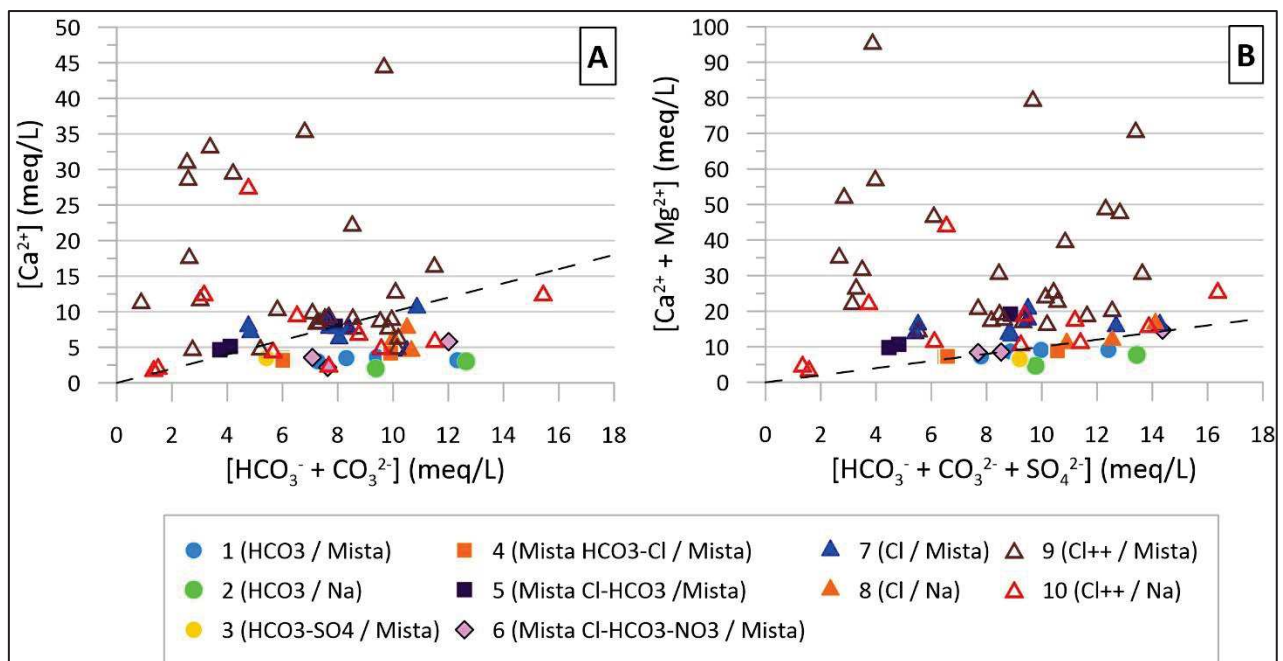 A
[Ca²⁺] (meq/L)
50
45
40
35
30
25
20
15
10
5
0
0 2 4 6 8 10 12 14 16 18
[HCO₃⁻ + CO₃²⁻] (meq/L)
B
[Ca²⁺ + Mg²⁺] (meq/L)
100
90
80
70
60
50
40
30
20
10
0
0 2 4 6 8 10 12 14 16 18
[HCO₃⁻ + CO₃²⁻ + SO₄²⁻] (meq/L)
1 (HCO3 / Mista)
2 (HCO3 / Na)
3 (HCO3-SO4 / Mista)
4 (Mista HCO3-Cl / Mista)
5 (Mista Cl-HCO3 /Mista)
6 (Mista Cl-HCO3-NO3 / Mista)
7 (Cl / Mista)
8 (Cl / Na)
9 (Cl++ / Mista)
10 (Cl++ / Na)